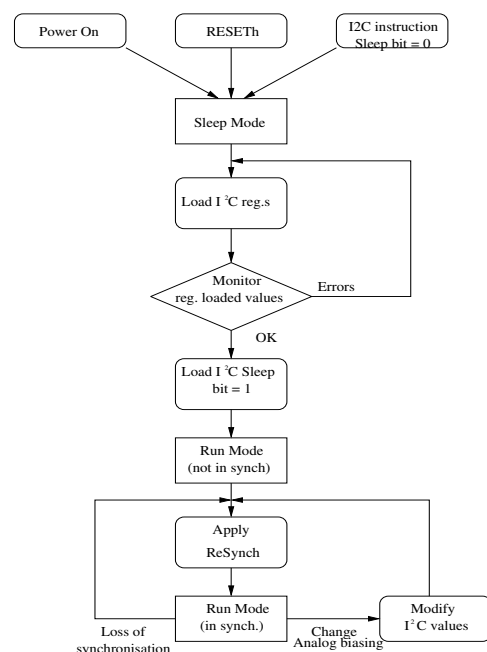 Power On
RESETh
I2C instruction
Sleep bit = 0
Sleep Mode
Load I ²C reg.s
Monitor
reg. loaded values
Errors
OK
Load I ²C Sleep
bit = 1
Run Mode
(not in synch)
Apply
ReSynch
Run Mode
(in synch.)
Loss of
synchronisation
Change
Analog biasing
Modify
I²C values